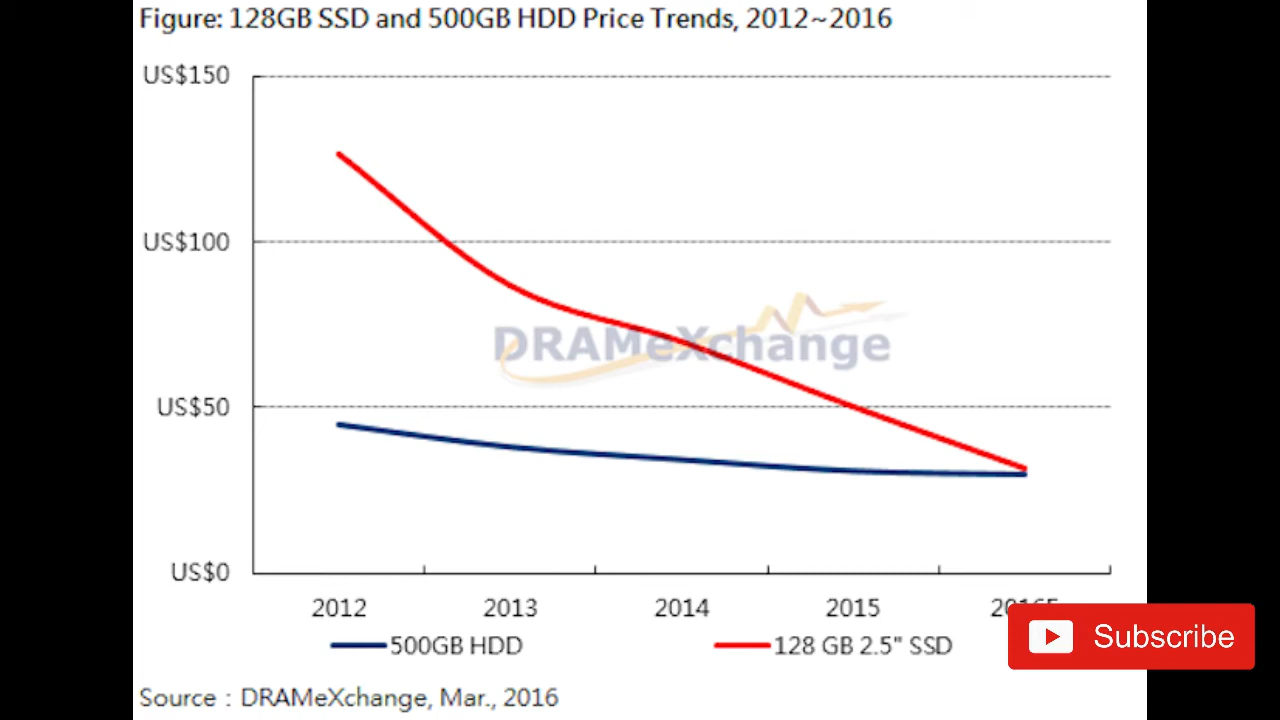 Figure: 128GB SSD and 500GB HDD Price Trends, 2012~2016
US$150
US$100
DRAMeXchange
US$50
US$0
2012 2013 2014 2015
500GB HDD 128 GB 2.5" SSD
Subscribe
Source : DRAMeXchange, Mar., 2016